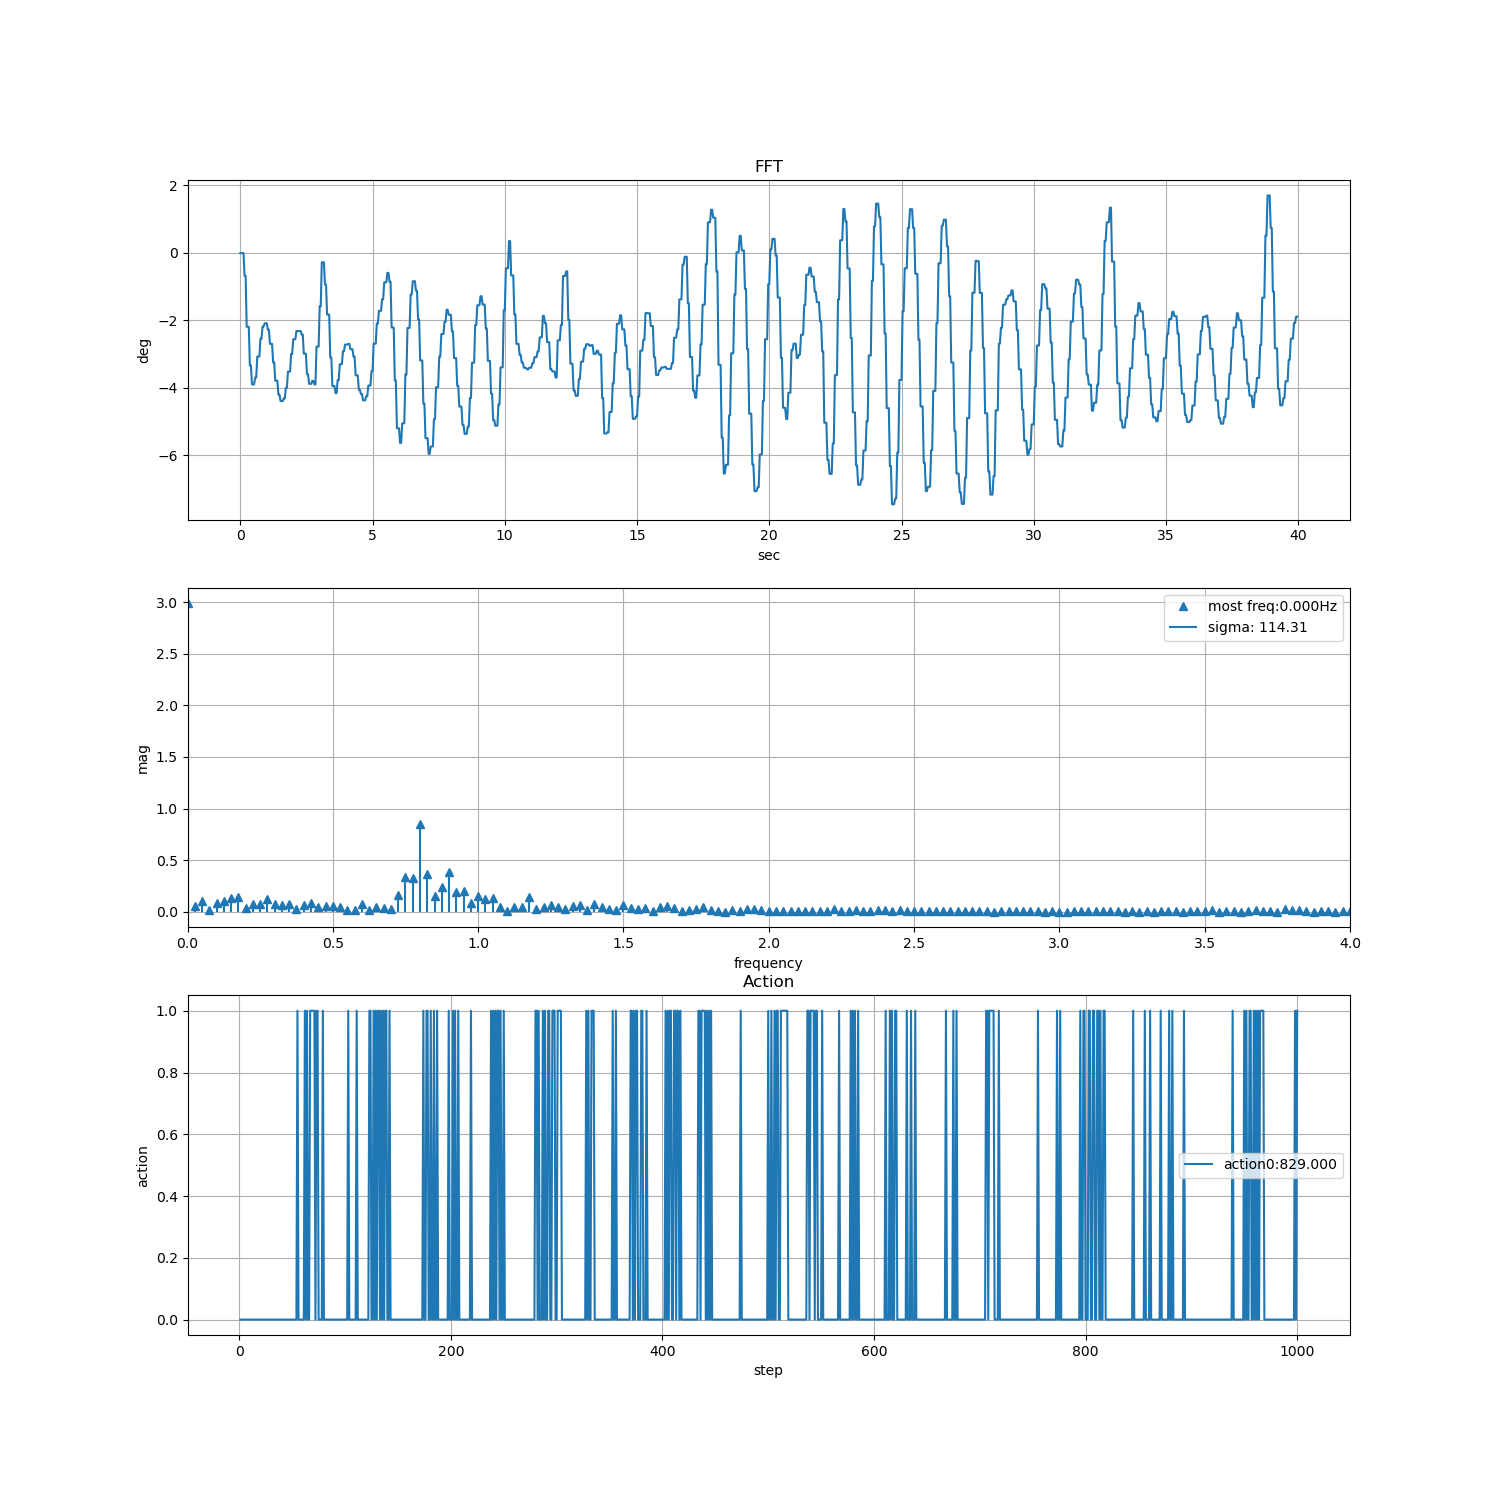 FFT
2
0
−2
−4
−6
deg
0 5 10 15 20 25 30 35 40
sec
3.0
2.5
2.0
1.5
1.0
0.5
0.0
mag
most freq:0.000Hz
sigma: 114.31
0.0 0.5 1.0 1.5 2.0 2.5 3.0 3.5 4.0
frequency
Action
1.0
0.8
0.6
0.4
0.2
0.0
action
action0:829.000
0 200 400 600 800 1000
step